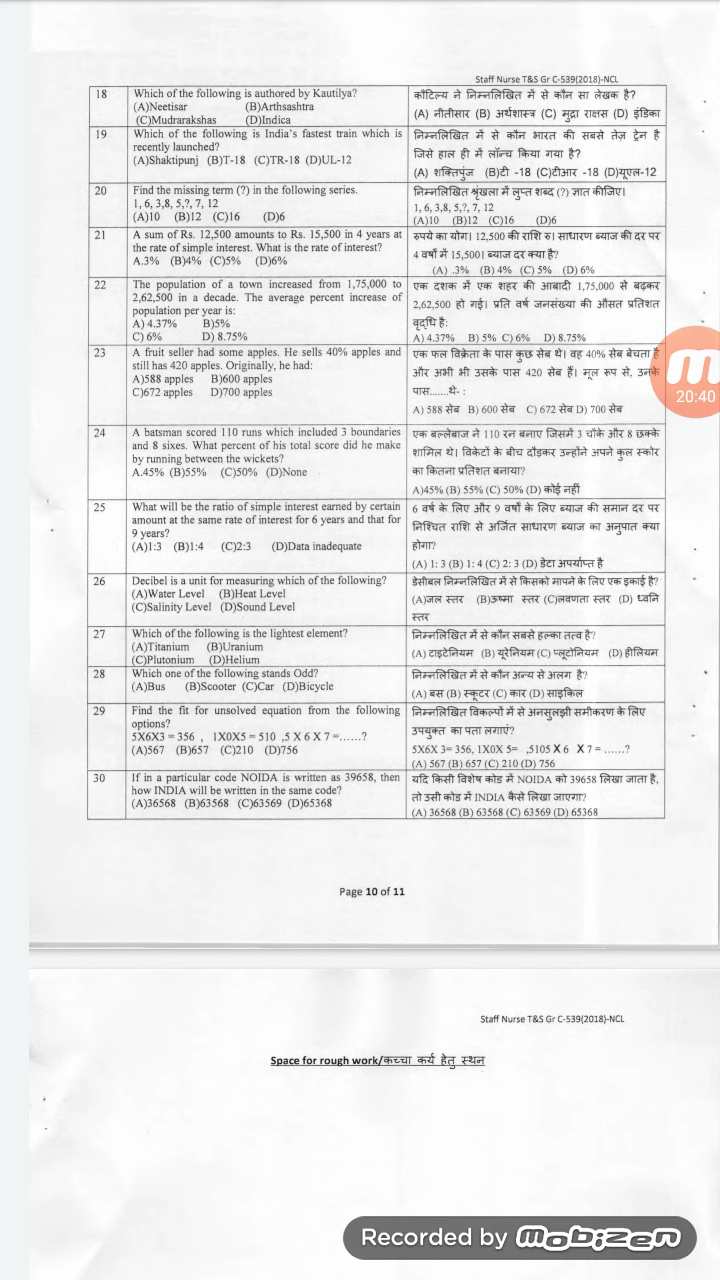 Staff Nurse T&S Gr C-539(2018)-NCL
18
Which of the following is authored by Kautilya?
(A)Neetisar (B)Arthsashtra
(C)Mudrarakshas (D)Indica
कौटिल्य ने निम्नलिखित में से कौन सा लेखक है?
(A) नीतीसार (B) अर्थशास्त्र (C) मुद्रा राक्षस (D) इंडिका
19
Which of the following is India's fastest train which is
recently launched?
(A)Shaktipunj (B)T-18 (C)TR-18 (D)UL-12
निम्नलिखित में से कौन भारत की सबसे तेज़ ट्रेन है
जिसे हाल ही में लॉन्च किया गया है?
(A) शक्तिपुंज (B)टी -18 (C)टीआर -18 (D)यूएल-12
20
Find the missing term (?) in the following series.
1, 6, 3,8, 5,?, 7, 12
(A)10 (B)12 (C)16 (D)6
निम्नलिखित श्रृंखला में लुप्त शब्द (?) ज्ञात कीजिए।
1, 6, 3,8, 5,?, 7, 12
(A)10 (B)12 (C)16 (D)6
21
A sum of Rs. 12,500 amounts to Rs. 15,500 in 4 years at
the rate of simple interest. What is the rate of interest?
A.3% (B)4% (C)5% (D)6%
रुपये का योग। 12,500 की राशि रु। साधारण ब्याज की दर पर
4 वर्षों में 15,500। ब्याज दर क्या है?
(A) .3% (B) 4% (C) 5% (D) 6%
22
The population of a town increased from 1,75,000 to
2,62,500 in a decade. The average percent increase of
population per year is:
A) 4.37% B)5%
C) 6% D) 8.75%
एक दशक में एक शहर की आबादी 1,75,000 से बढ़कर
2,62,500 हो गई। प्रति वर्ष जनसंख्या की औसत प्रतिशत
वृद्धि है:
A) 4.37% B) 5% C) 6% D) 8.75%
23
A fruit seller had some apples. He sells 40% apples and
still has 420 apples. Originally, he had:
A)588 apples B)600 apples
C)672 apples D)700 apples
एक फल विक्रेता के पास कुछ सेब थे। वह 40% सेब बेचता है
और अभी भी उसके पास 420 सेब हैं। मूल रूप से, उनके
पास.......थे- :
A) 588 सेब B) 600 सेब C) 672 सेब D) 700 सेब
24
A batsman scored 110 runs which included 3 boundaries
and 8 sixes. What percent of his total score did he make
by running between the wickets?
A.45% (B)55% (C)50% (D)None
एक बल्लेबाज ने 110 रन बनाए जिसमें 3 चौके और 8 छक्के
शामिल थे। विकेटों के बीच दौड़कर उन्होंने अपने कुल स्कोर
का कितना प्रतिशत बनाया?
A)45% (B) 55% (C) 50% (D) कोई नहीं
25
What will be the ratio of simple interest earned by certain
amount at the same rate of interest for 6 years and that for
9 years?
(A)1:3 (B)1:4 (C)2:3 (D)Data inadequate
6 वर्ष के लिए और 9 वर्षों के लिए ब्याज की समान दर पर
निश्चित राशि से अर्जित साधारण ब्याज का अनुपात क्या
होगा?
(A) 1: 3 (B) 1: 4 (C) 2: 3 (D) डेटा अपर्याप्त है
26
Decibel is a unit for measuring which of the following?
(A)Water Level (B)Heat Level
(C)Salinity Level (D)Sound Level
डेसीबल निम्नलिखित में से किसको मापने के लिए एक इकाई है?
(A)जल स्तर (B)ऊष्मा स्तर (C)लवणता स्तर (D) ध्वनि
स्तर
27
Which of the following is the lightest element?
(A)Titanium (B)Uranium
(C)Plutonium (D)Helium
निम्नलिखित में से कौन सबसे हल्का तत्व है?
(A) टाइटेनियम (B) यूरेनियम (C) प्लूटोनियम (D) हीलियम
28
Which one of the following stands Odd?
(A)Bus (B)Scooter (C)Car (D)Bicycle
निम्नलिखित में से कौन अन्य से अलग है?
(A) बस (B) स्कूटर (C) कार (D) साइकिल
29
Find the fit for unsolved equation from the following
options?
5X6X3 = 356 , 1X0X5 = 510 ,5 X 6 X 7 =......?
(A)567 (B)657 (C)210 (D)756
निम्नलिखित विकल्पों में से अनसुलझी समीकरण के लिए
उपयुक्त का पता लगाएं?
5X6X 3= 356, 1X0X 5= ,5105 X 6 X 7 = ......?
(A) 567 (B) 657 (C) 210 (D) 756
30
If in a particular code NOIDA is written as 39658, then
how INDIA will be written in the same code?
(A)36568 (B)63568 (C)63569 (D)65368
यदि किसी विशेष कोड में NOIDA को 39658 लिखा जाता है,
तो उसी कोड में INDIA कैसे लिखा जाएगा?
(A) 36568 (B) 63568 (C) 63569 (D) 65368
20:40
Page 10 of 11
Staff Nurse T&S Gr C-539(2018)-NCL
Space for rough work/कच्चा कार्य हेतु स्थान
Recorded by mobizen